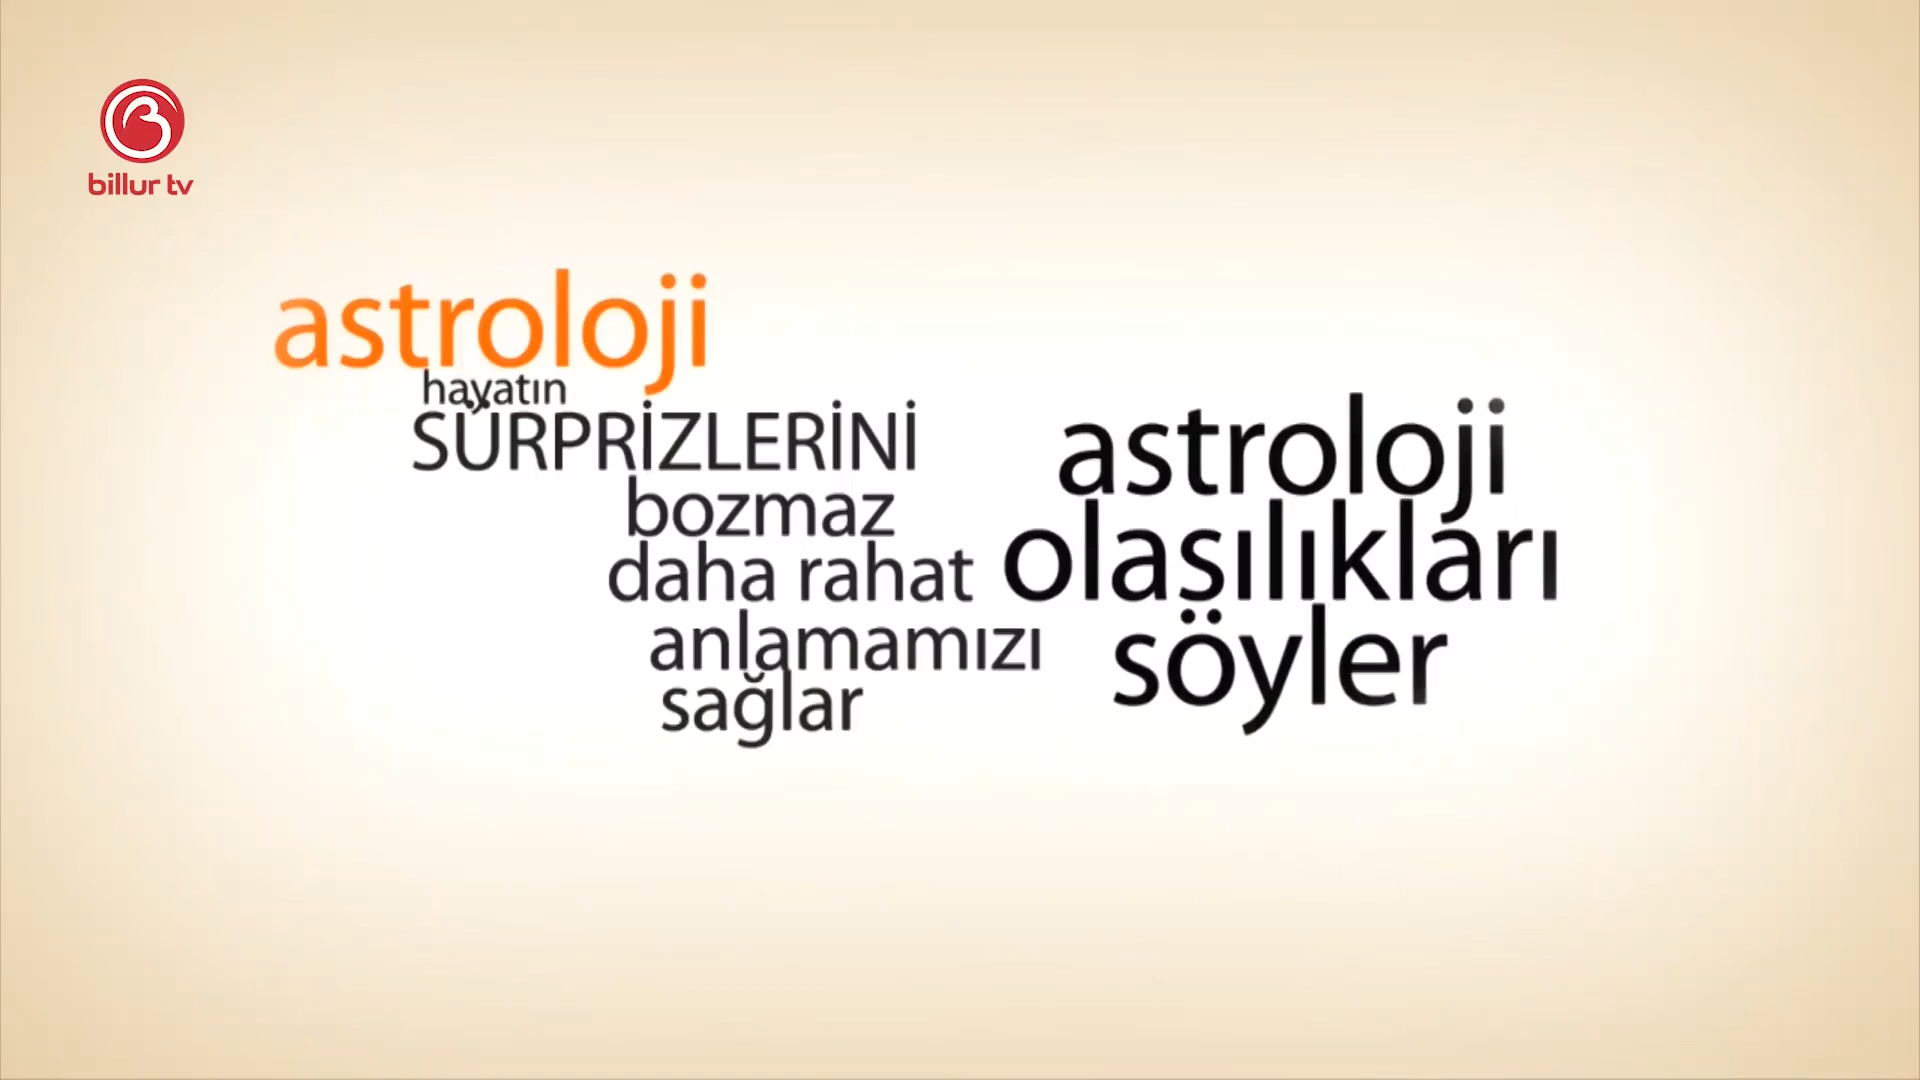 billur tv
astroloji
hayatın
SÜRPRİZLERİNİ
bozmaz
daha rahat
anlamamızı
sağlar
astroloji
olasılıkları
söyler